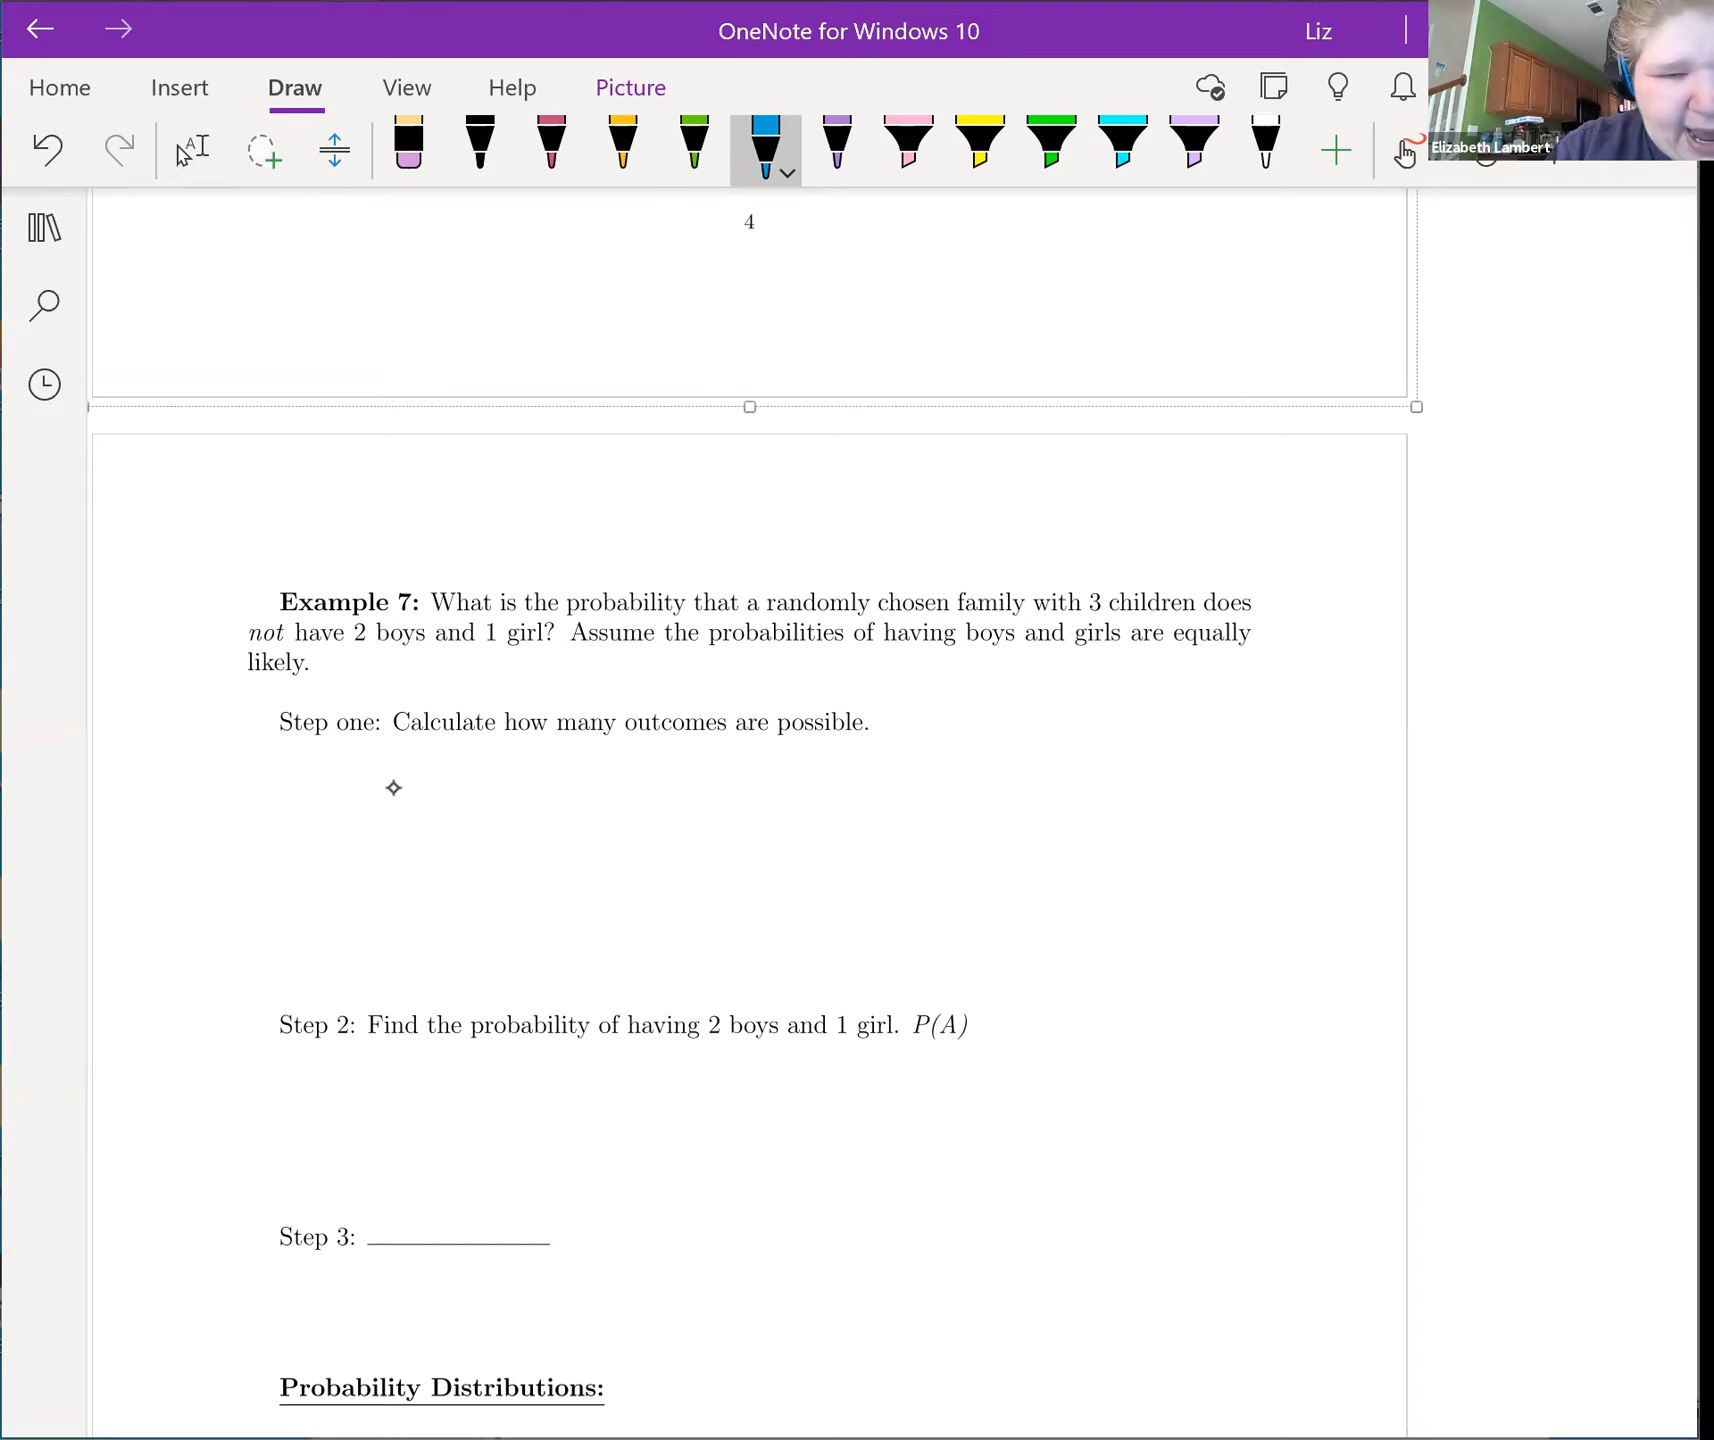 OneNote for Windows 10
Liz
Home Insert Draw View Help Picture
Elizabeth Lambert
4
Example 7: What is the probability that a randomly chosen family with 3 children does
not have 2 boys and 1 girl? Assume the probabilities of having boys and girls are equally
likely.
Step one: Calculate how many outcomes are possible.
Step 2: Find the probability of having 2 boys and 1 girl. P(A)
Step 3: ______________
Probability Distributions: